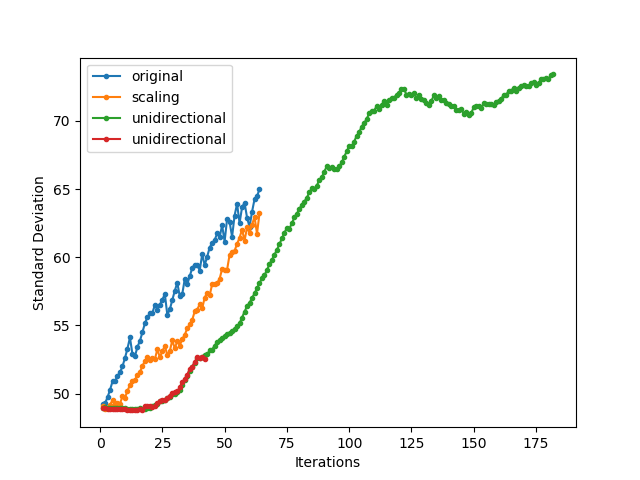 original
scaling
unidirectional
unidirectional
70
65
60
55
50
Standard Deviation
0 25 50 75 100 125 150 175
Iterations